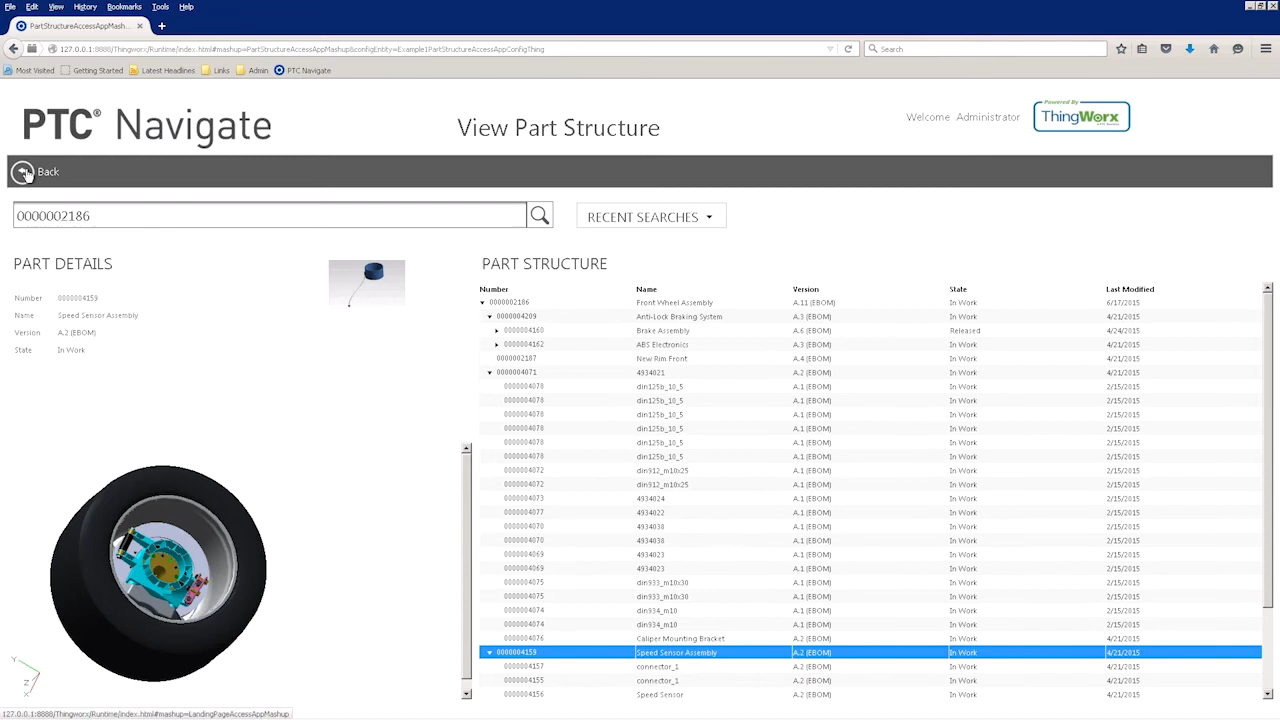 File Edit View History Bookmarks Tools Help
PartStructureAccessAppMash...
127.0.0.1:8888/Thingworx/Runtime/index.html#mashup=PartStructureAccessAppMashup&configEntity=Example1PartStructureAccessAppConfigThing
Search
Most Visited Getting Started Latest Headlines Links Admin PTC Navigate
PTC® Navigate
View Part Structure
Welcome Administrator
Powered By
ThingWorx
Back
0000002186
RECENT SEARCHES
PART DETAILS
Number 0000004159
Name Speed Sensor Assembly
Version A.2 (EBOM)
State In Work
Y
Z
X
PART STRUCTURE
Number Name Version State Last Modified
0000002186 Front Wheel Assembly A.11 (EBOM) In Work 6/17/2015
0000004209 Anti-Lock Braking System A.3 (EBOM) In Work 4/21/2015
0000004160 Brake Assembly A.6 (EBOM) Released 4/24/2015
0000004162 ABS Electronics A.2 (EBOM) In Work 4/21/2015
0000002187 New Rim Front A.4 (EBOM) In Work 4/21/2015
0000004071 4934021 A.2 (EBOM) In Work 4/21/2015
0000004078 din125b_10_5 A.1 (EBOM) In Work 2/15/2015
0000004078 din125b_10_5 A.1 (EBOM) In Work 2/15/2015
0000004078 din125b_10_5 A.1 (EBOM) In Work 2/15/2015
0000004078 din125b_10_5 A.1 (EBOM) In Work 2/15/2015
0000004078 din125b_10_5 A.1 (EBOM) In Work 2/15/2015
0000004078 din125b_10_5 A.1 (EBOM) In Work 2/15/2015
0000004072 din912_m10x25 A.1 (EBOM) In Work 2/15/2015
0000004072 din912_m10x25 A.1 (EBOM) In Work 2/15/2015
0000004073 4934024 A.1 (EBOM) In Work 2/15/2015
0000004077 4934022 A.1 (EBOM) In Work 2/15/2015
0000004070 4934038 A.1 (EBOM) In Work 2/15/2015
0000004070 4934038 A.1 (EBOM) In Work 2/15/2015
0000004069 4934023 A.1 (EBOM) In Work 2/15/2015
0000004069 4934023 A.1 (EBOM) In Work 2/15/2015
0000004075 din933_m10x30 A.1 (EBOM) In Work 2/15/2015
0000004075 din933_m10x30 A.1 (EBOM) In Work 2/15/2015
0000004074 din934_m10 A.1 (EBOM) In Work 2/15/2015
0000004074 din934_m10 A.1 (EBOM) In Work 2/15/2015
0000004076 Caliper Mounting Bracket A.2 (EBOM) In Work 4/21/2015
0000004159 Speed Sensor Assembly A.2 (EBOM) In Work 4/21/2015
0000004157 connector_1 A.2 (EBOM) In Work 4/21/2015
0000004155 connector_1 A.2 (EBOM) In Work 4/21/2015
0000004156 Speed Sensor A.2 (EBOM) In Work 4/21/2015
127.0.0.1:8888/Thingworx/Runtime/index.html#mashup=LandingPageAccessAppMashup